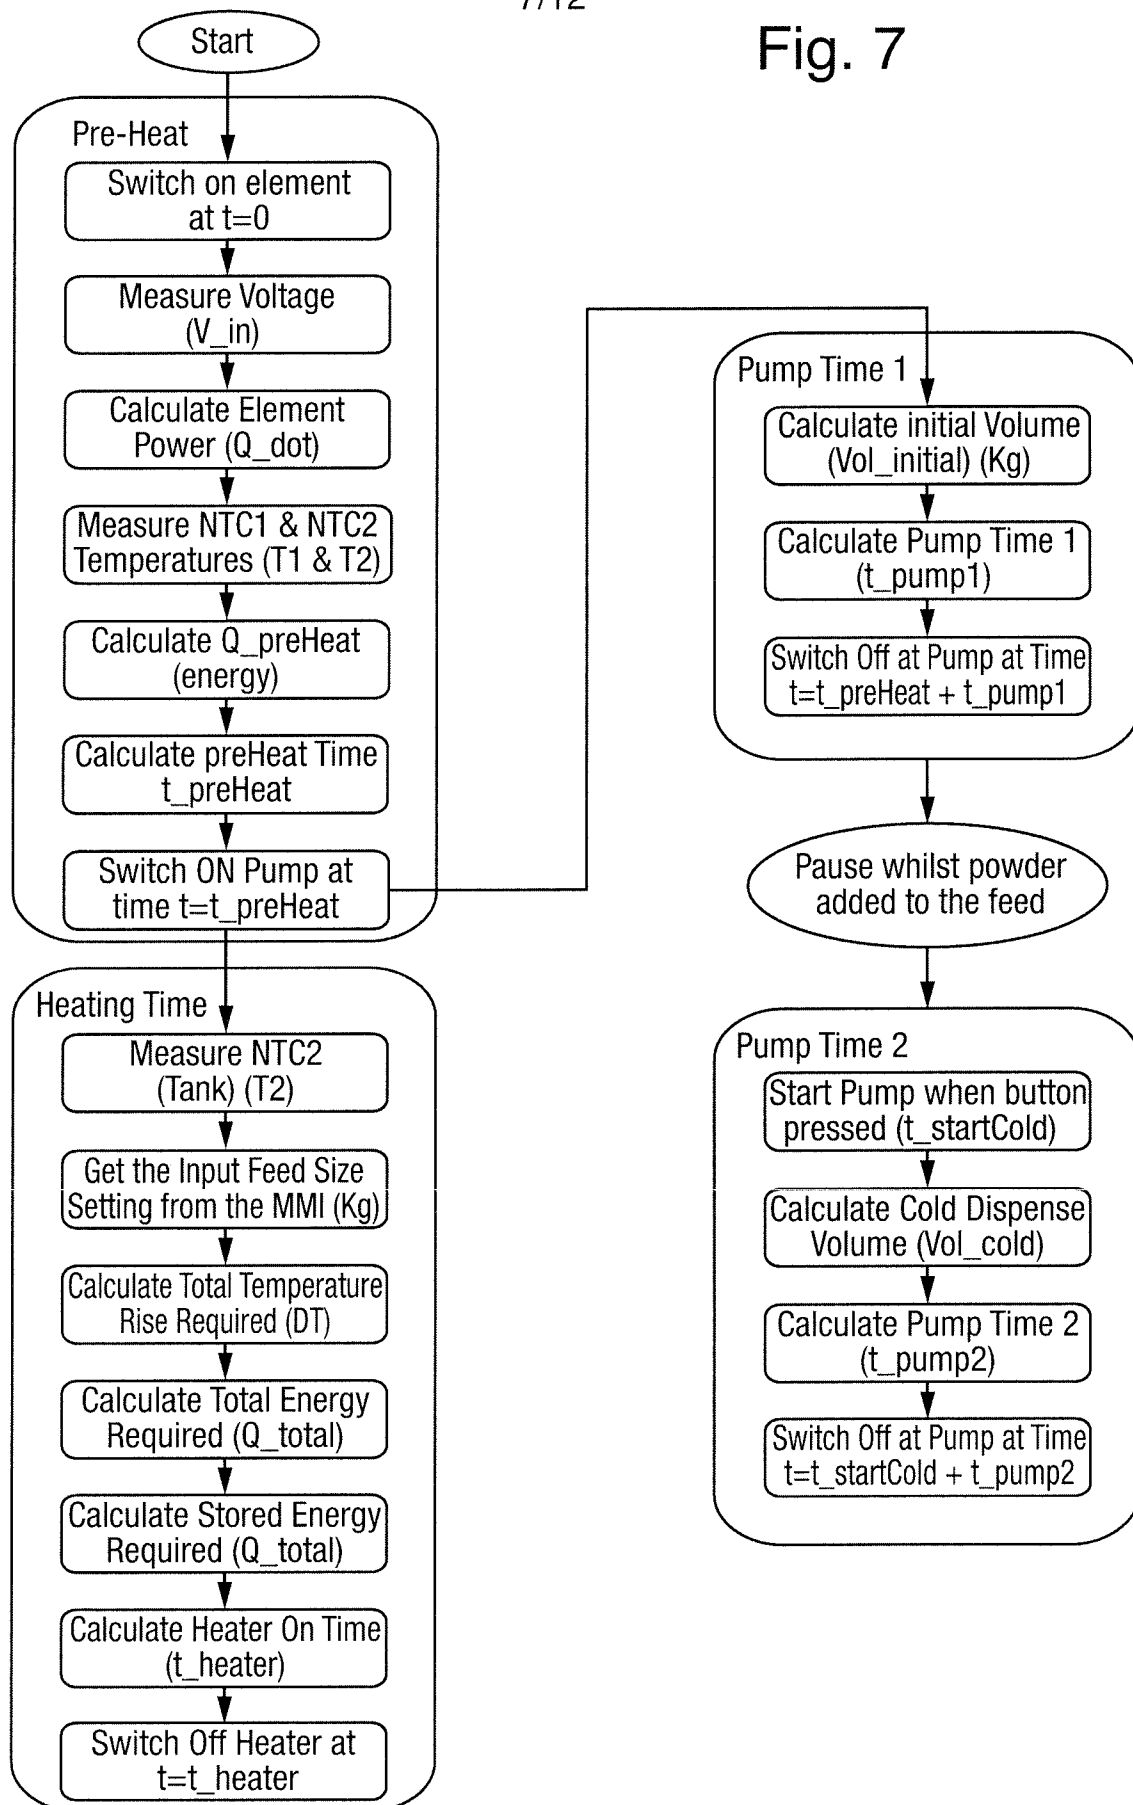 7/12
Fig. 7
Start
Pre-Heat
Switch on element
at t=0
Measure Voltage
(V_in)
Calculate Element
Power (Q_dot)
Measure NTC1 & NTC2
Temperatures (T1 & T2)
Calculate Q_preHeat
(energy)
Calculate preHeat Time
t_preHeat
Switch ON Pump at
time t=t_preHeat
Heating Time
Measure NTC2
(Tank) (T2)
Get the Input Feed Size
Setting from the MMI (Kg)
Calculate Total Temperature
Rise Required (DT)
Calculate Total Energy
Required (Q_total)
Calculate Stored Energy
Required (Q_total)
Calculate Heater On Time
(t_heater)
Switch Off Heater at
t=t_heater
Pump Time 1
Calculate initial Volume
(Vol_initial) (Kg)
Calculate Pump Time 1
(t_pump1)
Switch Off at Pump at Time
t=t_preHeat + t_pump1
Pause whilst powder
added to the feed
Pump Time 2
Start Pump when button
pressed (t_startCold)
Calculate Cold Dispense
Volume (Vol_cold)
Calculate Pump Time 2
(t_pump2)
Switch Off at Pump at Time
t=t_startCold + t_pump2